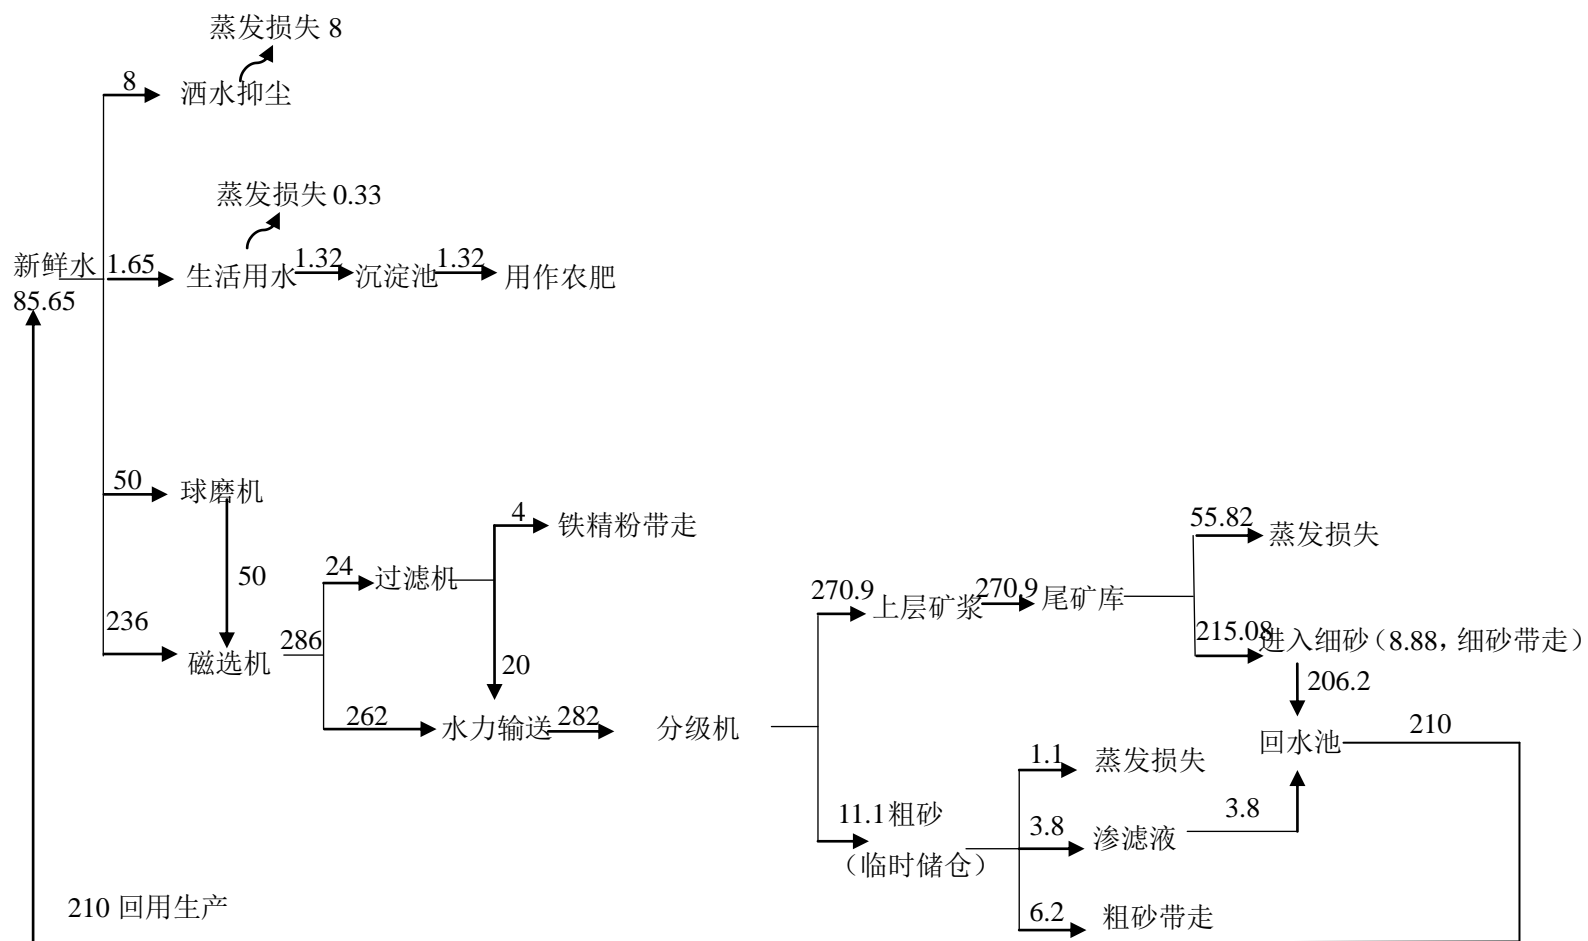 蒸发损失 8
8
洒水抑尘
蒸发损失 0.33
新鲜水
85.65
1.65
生活用水
1.32
沉淀池
1.32
用作农肥
50
球磨机
50
236
磁选机
286
24
过滤机
4
铁精粉带走
20
262
水力输送
282
分级机
270.9
上层矿浆
270.9
尾矿库
55.82
蒸发损失
215.08
进入细砂（8.88，细砂带走）
206.2
回水池
210
11.1 粗砂
（临时储仓）
1.1
蒸发损失
3.8
渗滤液
3.8
6.2
粗砂带走
210 回用生产